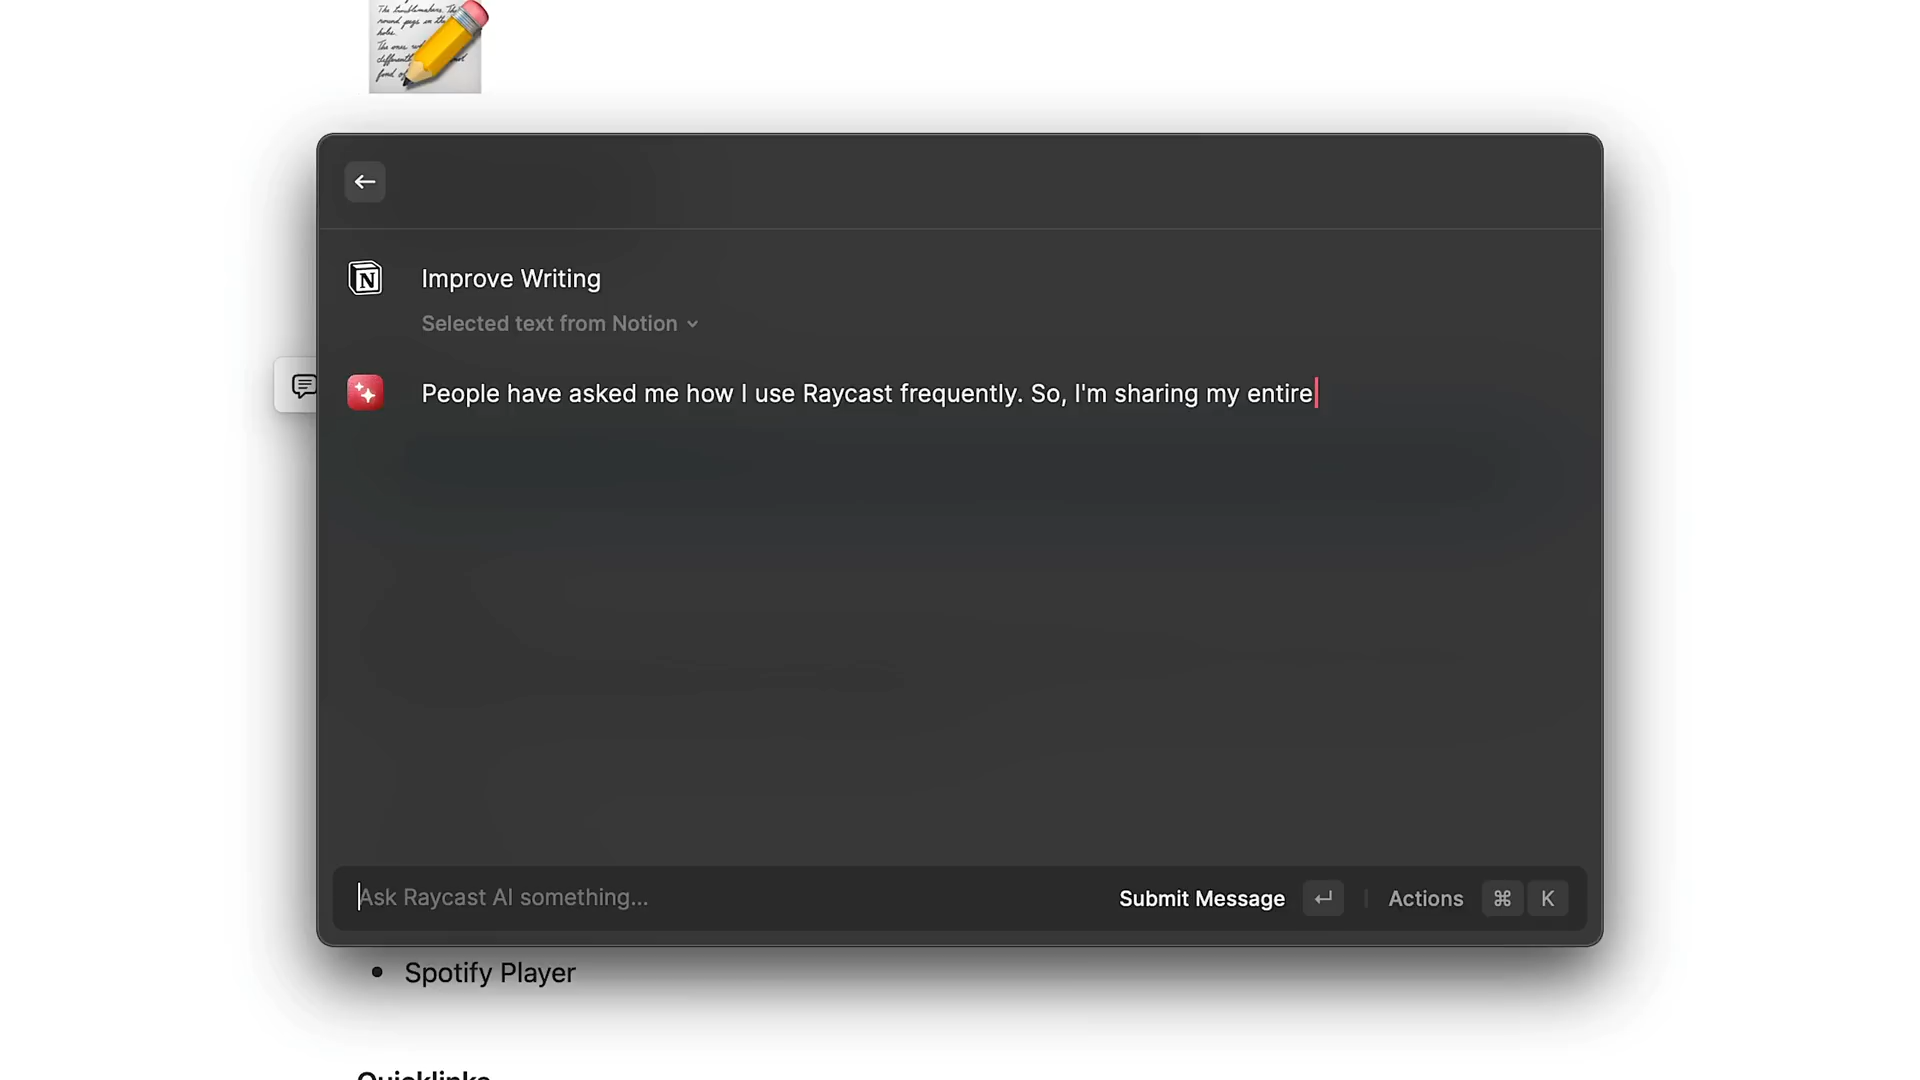 Improve Writing
Selected text from Notion
People have asked me how I use Raycast frequently. So, I'm sharing my entire
Ask Raycast AI something...
Submit Message
Actions ⌘ K
• Spotify Player
Quicklinks